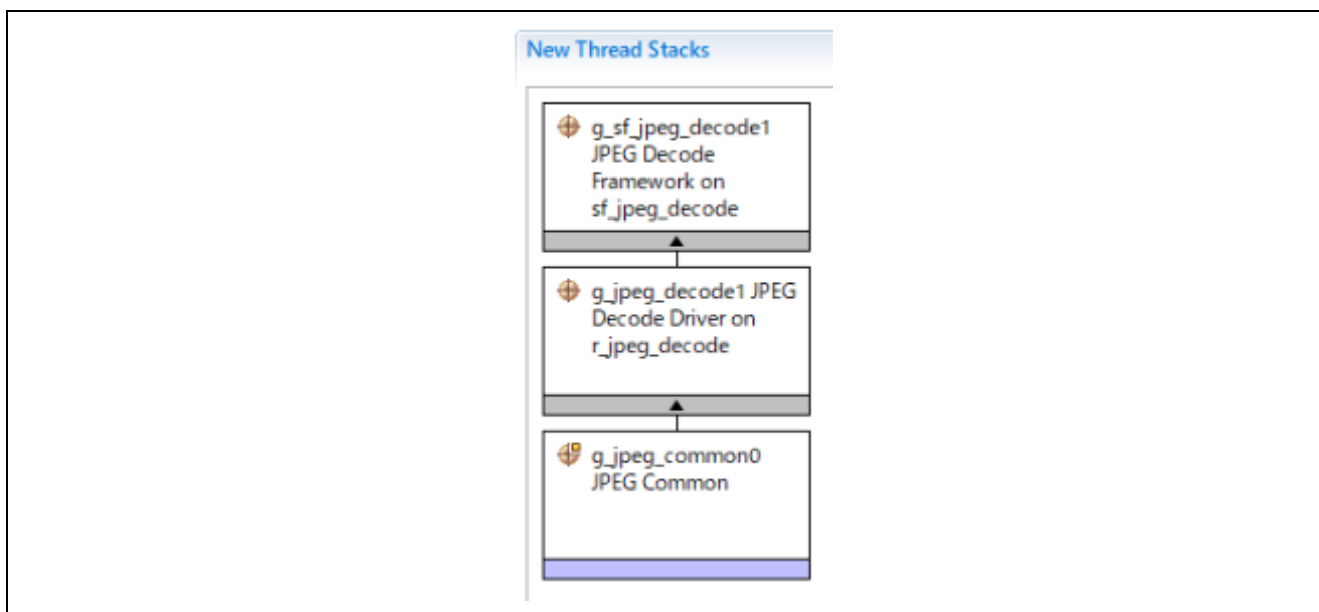 New Thread Stacks
g_sf_jpeg_decode1
JPEG Decode
Framework on
sf_jpeg_decode
g_jpeg_decode1 JPEG
Decode Driver on
r_jpeg_decode
g_jpeg_common0
JPEG Common